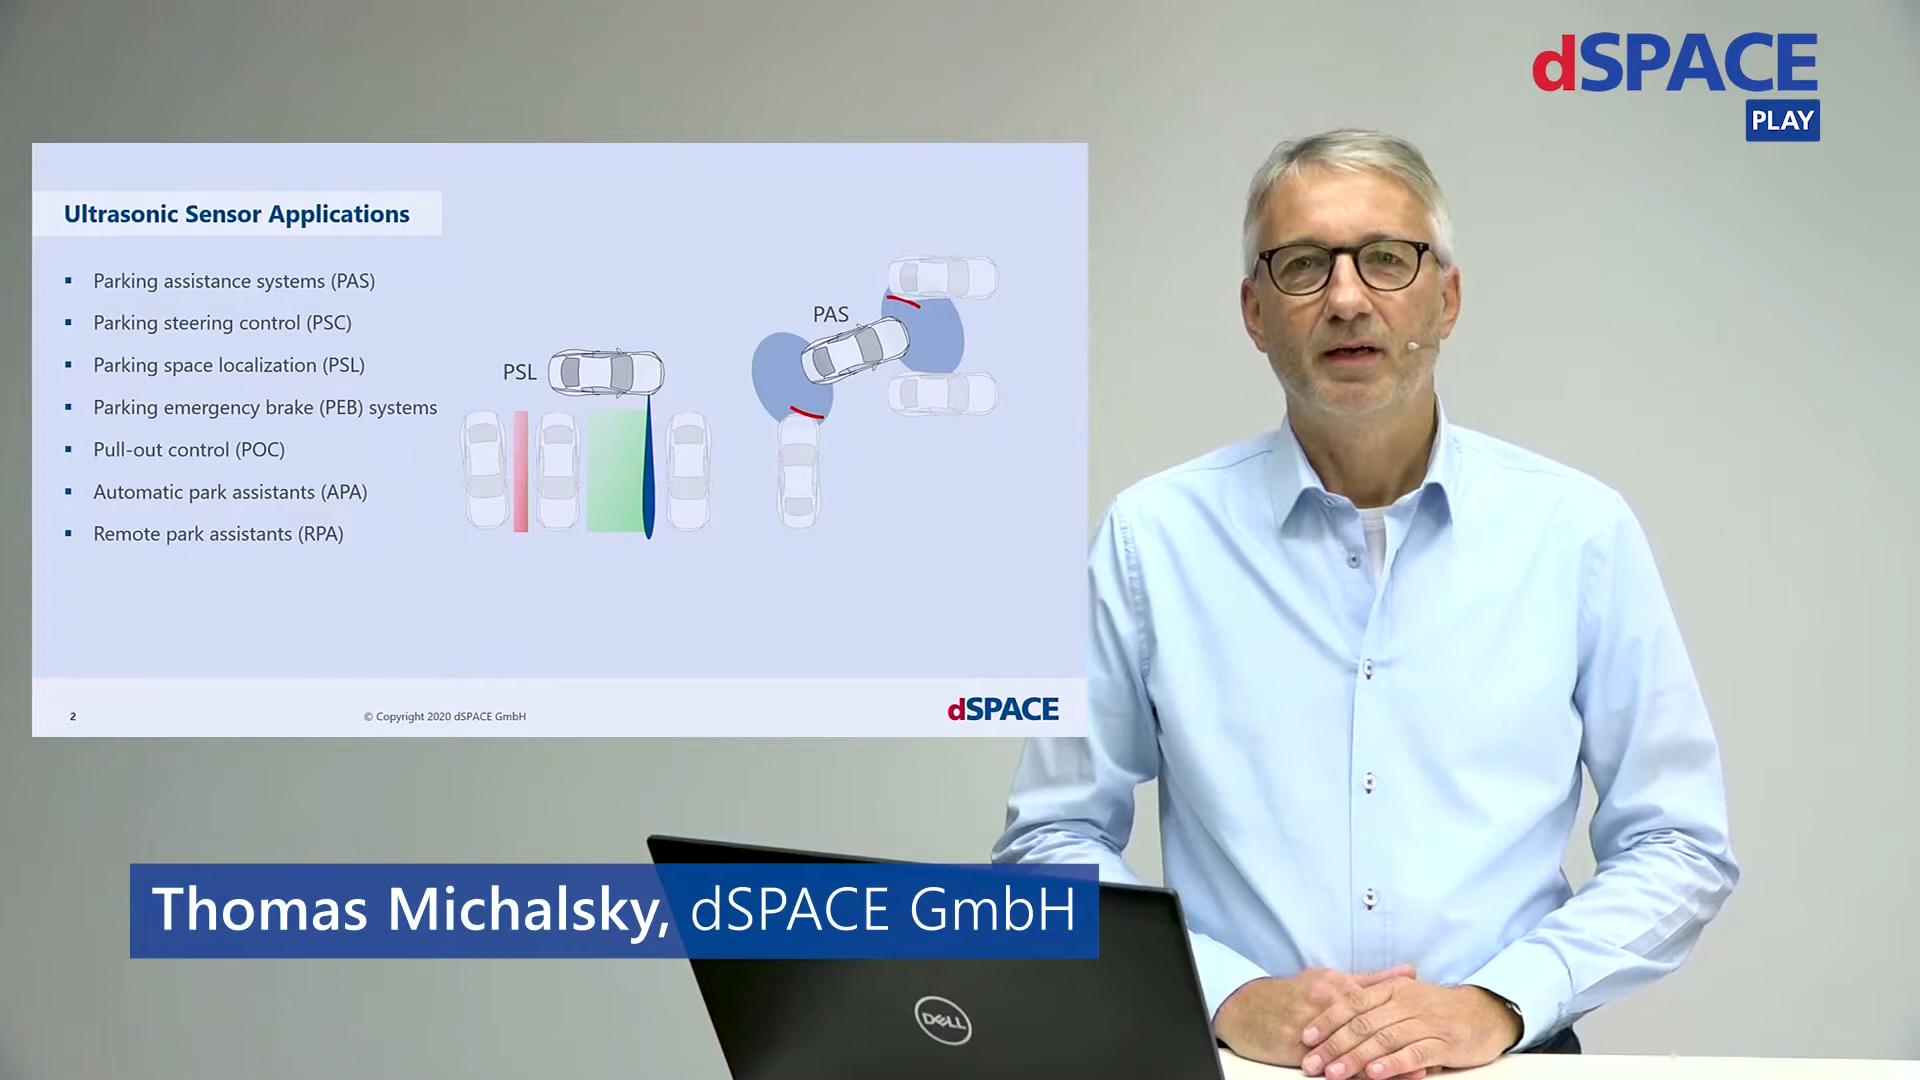 dSPACE
PLAY
Ultrasonic Sensor Applications
▪ Parking assistance systems (PAS)
▪ Parking steering control (PSC)
▪ Parking space localization (PSL)
▪ Parking emergency brake (PEB) systems
▪ Pull-out control (POC)
▪ Automatic park assistants (APA)
▪ Remote park assistants (RPA)
PSL
PAS
2
© Copyright 2020 dSPACE GmbH
dSPACE
Thomas Michalsky, dSPACE GmbH
DELL